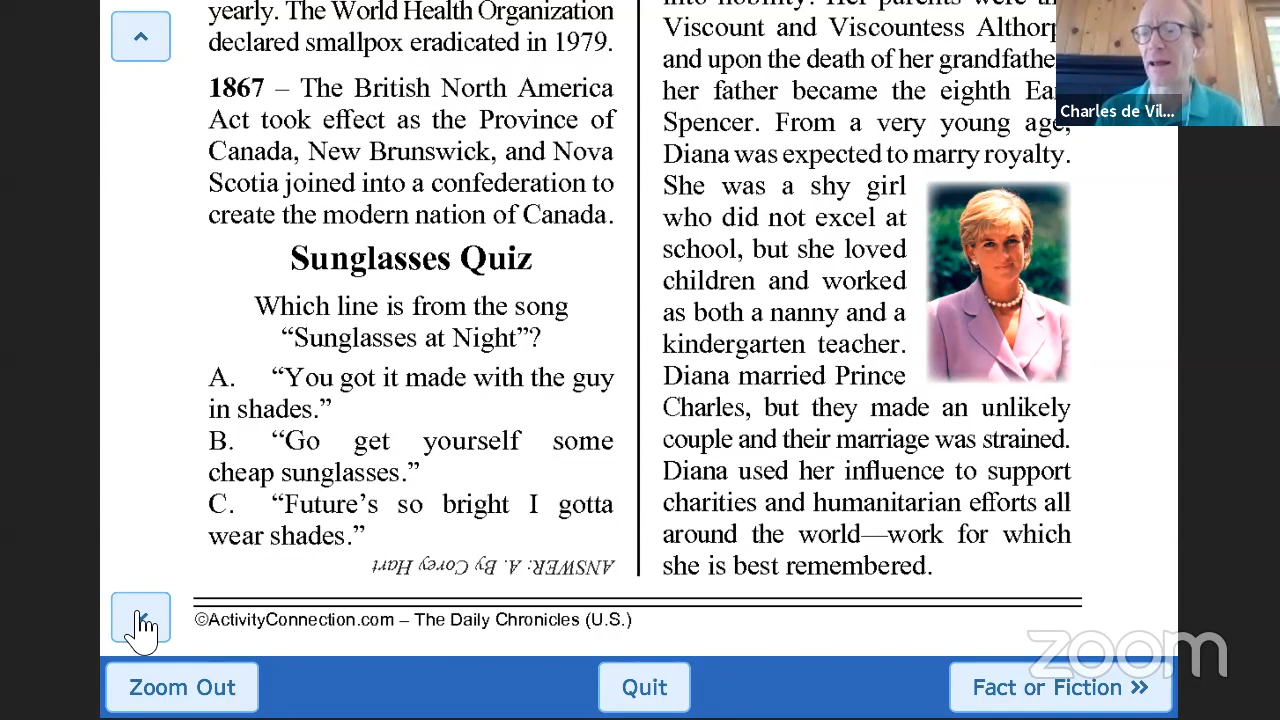 yearly. The World Health Organization
declared smallpox eradicated in 1979.
1867 – The British North America
Act took effect as the Province of
Canada, New Brunswick, and Nova
Scotia joined into a confederation to
create the modern nation of Canada.
Sunglasses Quiz
Which line is from the song
“Sunglasses at Night”?
A. “You got it made with the guy
in shades.”
B. “Go get yourself some
cheap sunglasses.”
C. “Future’s so bright I gotta
wear shades.”
ANSWER: A. By Corey Hart
into nobility. Her parents were
Viscount and Viscountess Althorp
and upon the death of her
her father became the eighth
Spencer. From a very young age,
Diana was expected to marry royalty.
She was a shy girl
who did not excel at
school, but she loved
children and worked
as both a nanny and a
kindergarten teacher.
Diana married Prince
Charles, but they made an unlikely
couple and their marriage was strained.
Diana used her influence to support
charities and humanitarian efforts all
around the world—work for which
she is best remembered.
©ActivityConnection.com – The Daily Chronicles (U.S.)
Charles de Vil...
zoom
Zoom Out
Quit
Fact or Fiction »